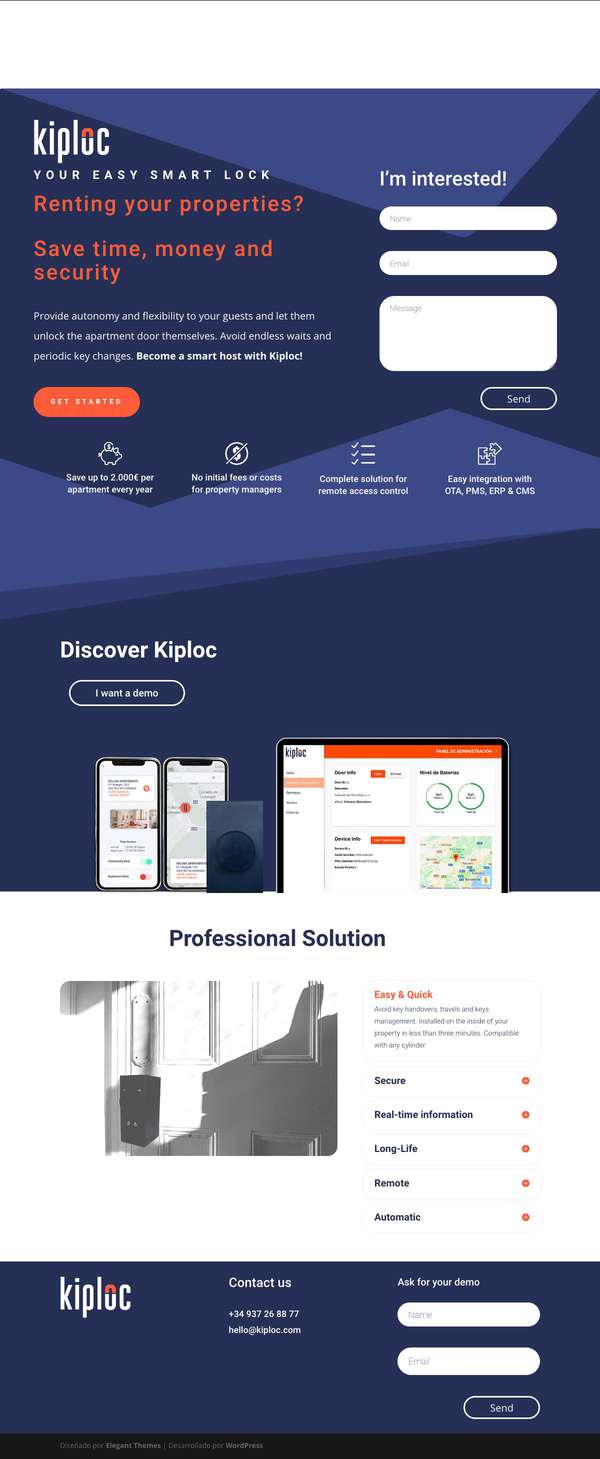 kiploc
YOUR EASY SMART LOCK
Renting your properties?
Save time, money and
security
Provide autonomy and flexibility to your guests and let them
unlock the apartment door themselves. Avoid endless waits and
periodic key changes. Become a smart host with Kiploc!
GET STARTED
I'm interested!
Name
Email
Message
Send
Save up to 2.000€ per
apartment every year
No initial fees or costs
for property managers
Complete solution for
remote access control
Easy integration with
OTA, PMS, ERP & CMS
Discover Kiploc
I want a demo
kiploc
PANEL DE ADMINISTRACIÓN
Door Info
Nivel de Baterías
Device Info
Professional Solution
Easy & Quick
Avoid key handovers, travels and keys
management. Installed on the inside of your
property in less than three minutes. Compatible
with any cylinder
Secure
Real-time information
Long-Life
Remote
Automatic
kiploc
Contact us
+34 937 26 88 77
hello@kiploc.com
Ask for your demo
Name
Email
Send
Diseñado por Elegant Themes | Desarrollado por WordPress